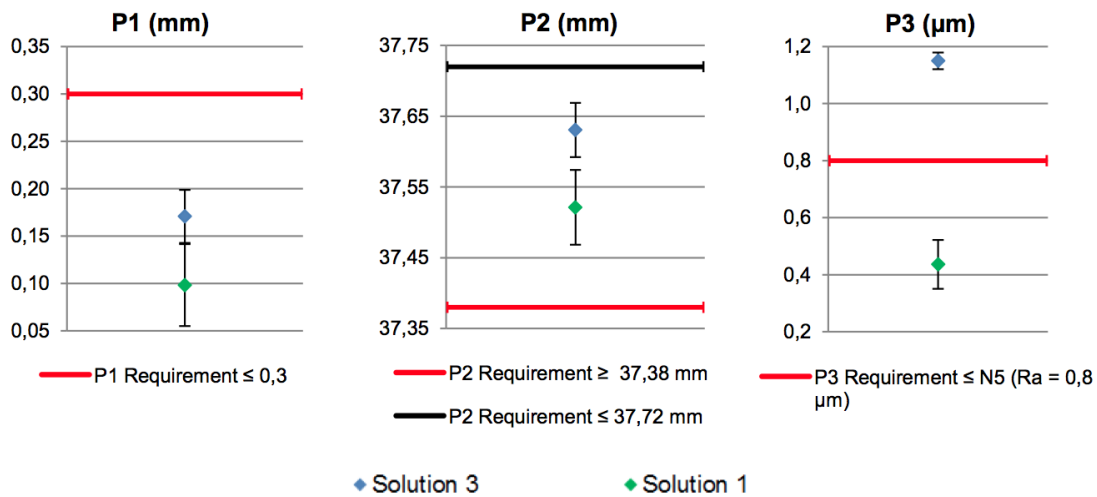 P1 (mm)
0,35
0,30
0,25
0,20
0,15
0,10
0,05
P1 Requirement ≤ 0,3
P2 (mm)
37,75
37,65
37,55
37,45
37,35
P2 Requirement ≥ 37,38 mm
P2 Requirement ≤ 37,72 mm
P3 (μm)
1,2
1,0
0,8
0,6
0,4
0,2
P3 Requirement ≤ N5 (Ra = 0,8
μm)
Solution 3
Solution 1